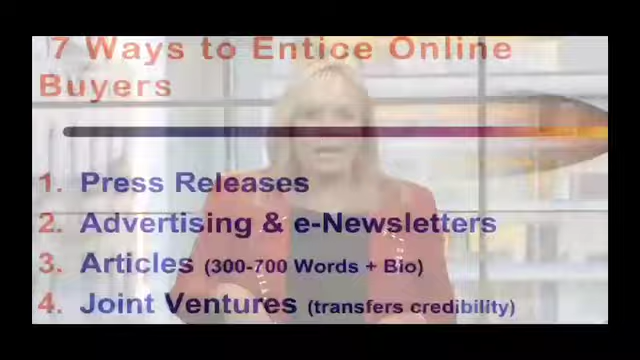 7 Ways to Entice Online
Buyers
1. Press Releases
2. Advertising & e-Newsletters
3. Articles (300-700 Words + Bio)
4. Joint Ventures (transfers credibility)